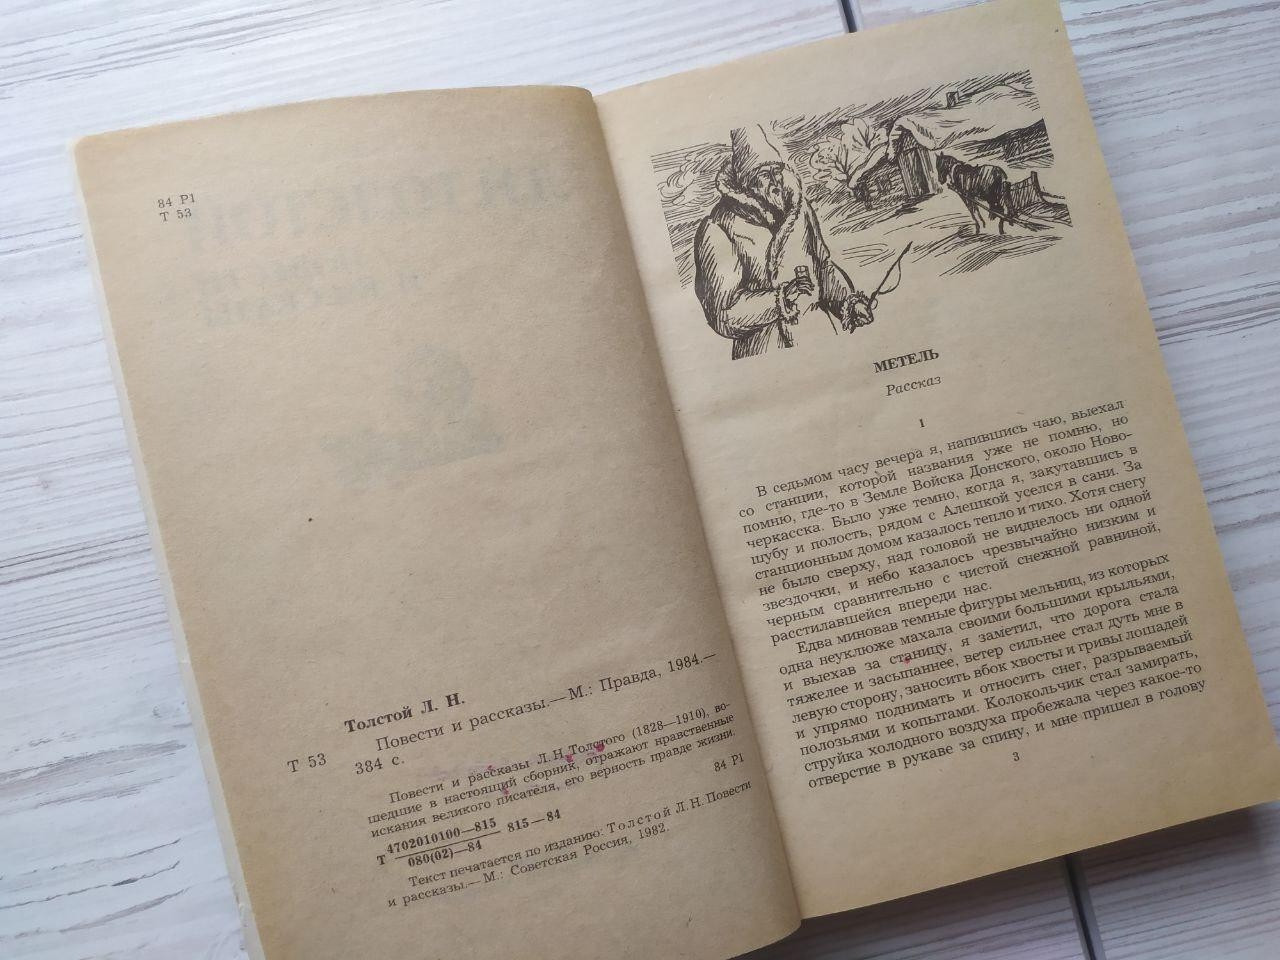 84 Р1
Т 53
Толстой Л. Н.
Т 53
Повести и рассказы.—М.: Правда, 1984.—
384 с.
Повести и рассказы Л. Н. Толстого (1828—1910), во-
шедшие в настоящий сборник, отражают нравственные
искания великого писателя, его верность правде жизни.
84 Р1
Т 4702010100—815
080(02)—84
815—84
Текст печатается по изданию: Толстой Л. Н. Повести
и рассказы.— М.: Советская Россия, 1982.
МЕТЕЛЬ
Рассказ
I
В седьмом часу вечера я, напившись чаю, выехал
со станции, которой названия уже не помню, но
помню, где-то в Земле Войска Донского, около Ново-
черкасска. Было уже темно, когда я, закутавшись в
шубу и полость, рядом с Алешкой уселся в сани. За
станционным домом казалось тепло и тихо. Хотя снегу
не было сверху, над головой не виднелось ни одной
звездочки, и небо казалось чрезвычайно низким и
черным сравнительно с чистой снежной равниной,
расстилавшейся впереди нас.
Едва миновав темные фигуры мельниц, из которых
одна неуклюже махала своими большими крыльями,
и выехав за станицу, я заметил, что дорога стала
тяжелее и засыпаннее, ветер сильнее стал дуть мне в
левую сторону, заносить вбок хвосты и гривы лошадей
и упрямо поднимать и относить снег, разрываемый
полозьями и копытами. Колокольчик стал замирать,
струйка холодного воздуха пробежала через какое-то
отверстие в рукаве за спину, и мне пришел в голову
3